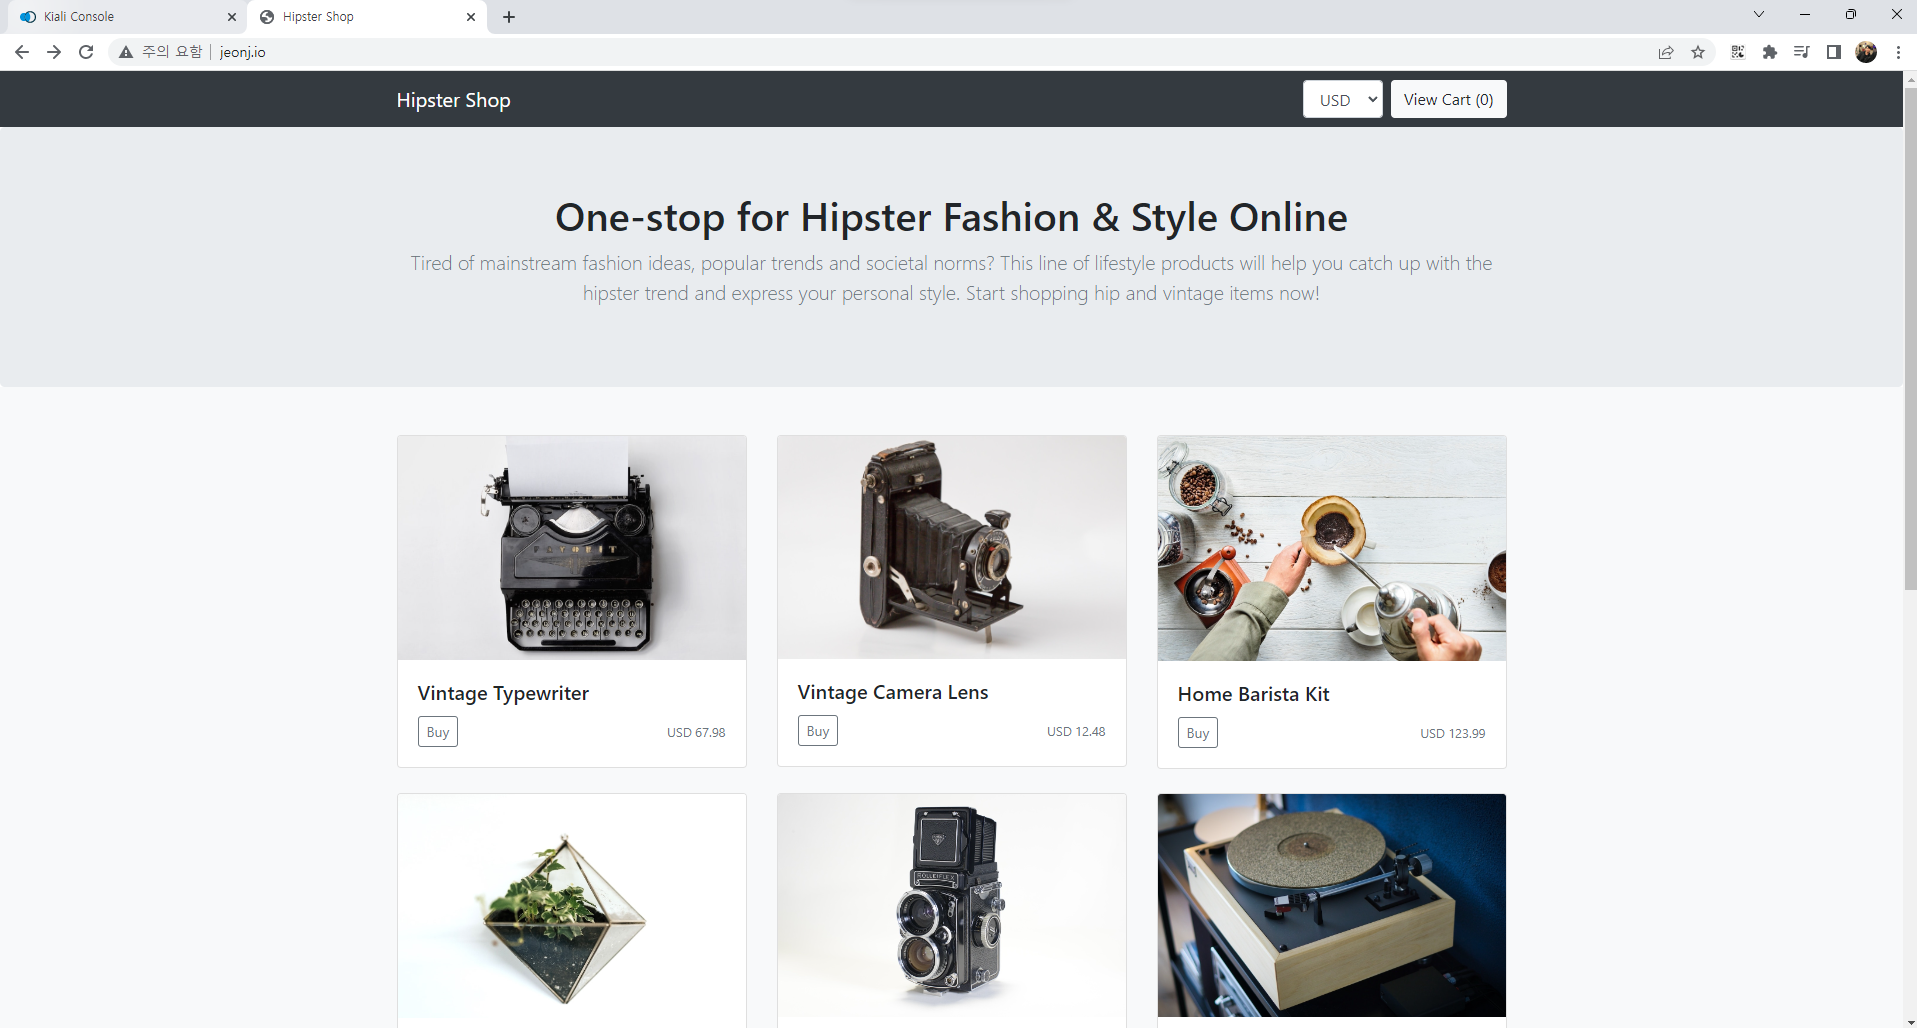 Kiali Console
Hipster Shop
주의 요함
jeonj.io
Hipster Shop
USD
View Cart (0)
One-stop for Hipster Fashion & Style Online
Tired of mainstream fashion ideas, popular trends and societal norms? This line of lifestyle products will help you catch up with the
hipster trend and express your personal style. Start shopping hip and vintage items now!
FAVORIT
Vintage Typewriter
Buy
USD 67.98
Vintage Camera Lens
Buy
USD 12.48
Home Barista Kit
Buy
USD 123.99
ROLLEIFLEX